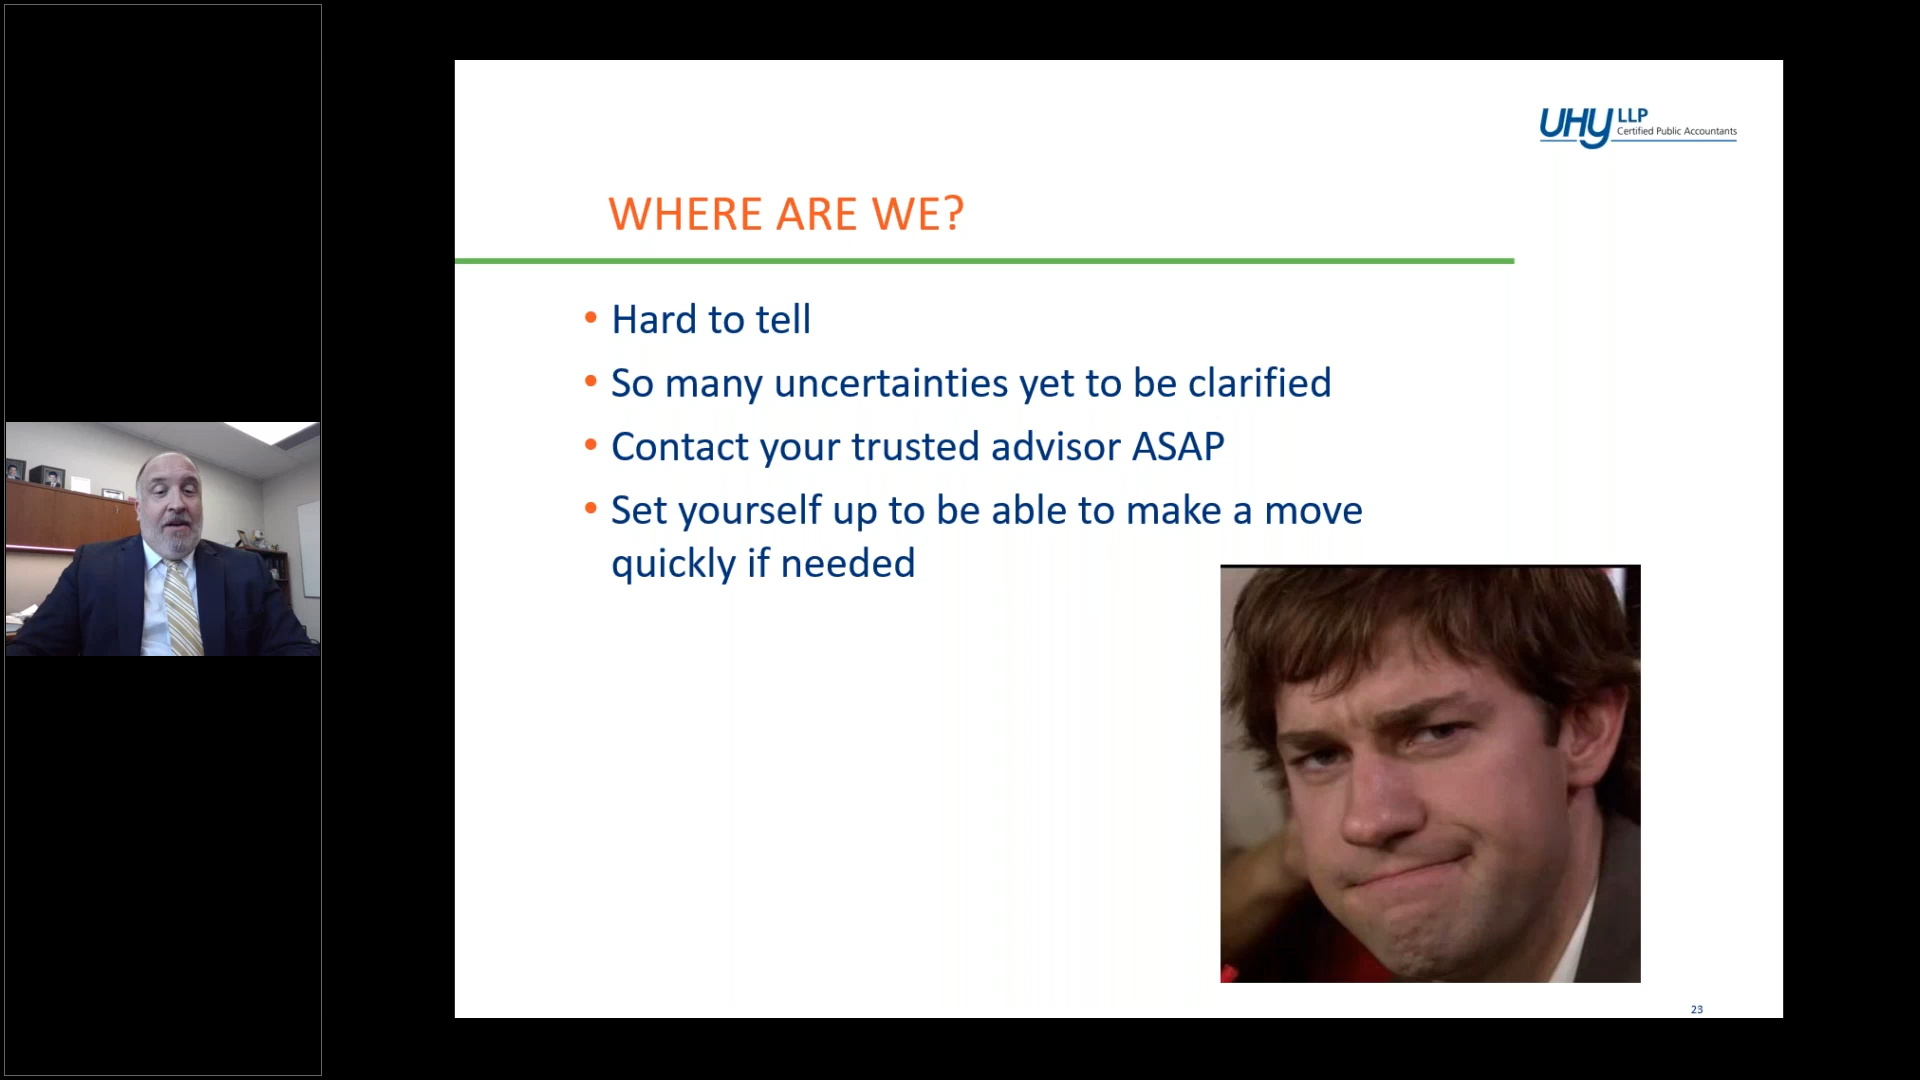 UHY LLP
Certified Public Accountants
WHERE ARE WE?
• Hard to tell
• So many uncertainties yet to be clarified
• Contact your trusted advisor ASAP
• Set yourself up to be able to make a move
quickly if needed
23